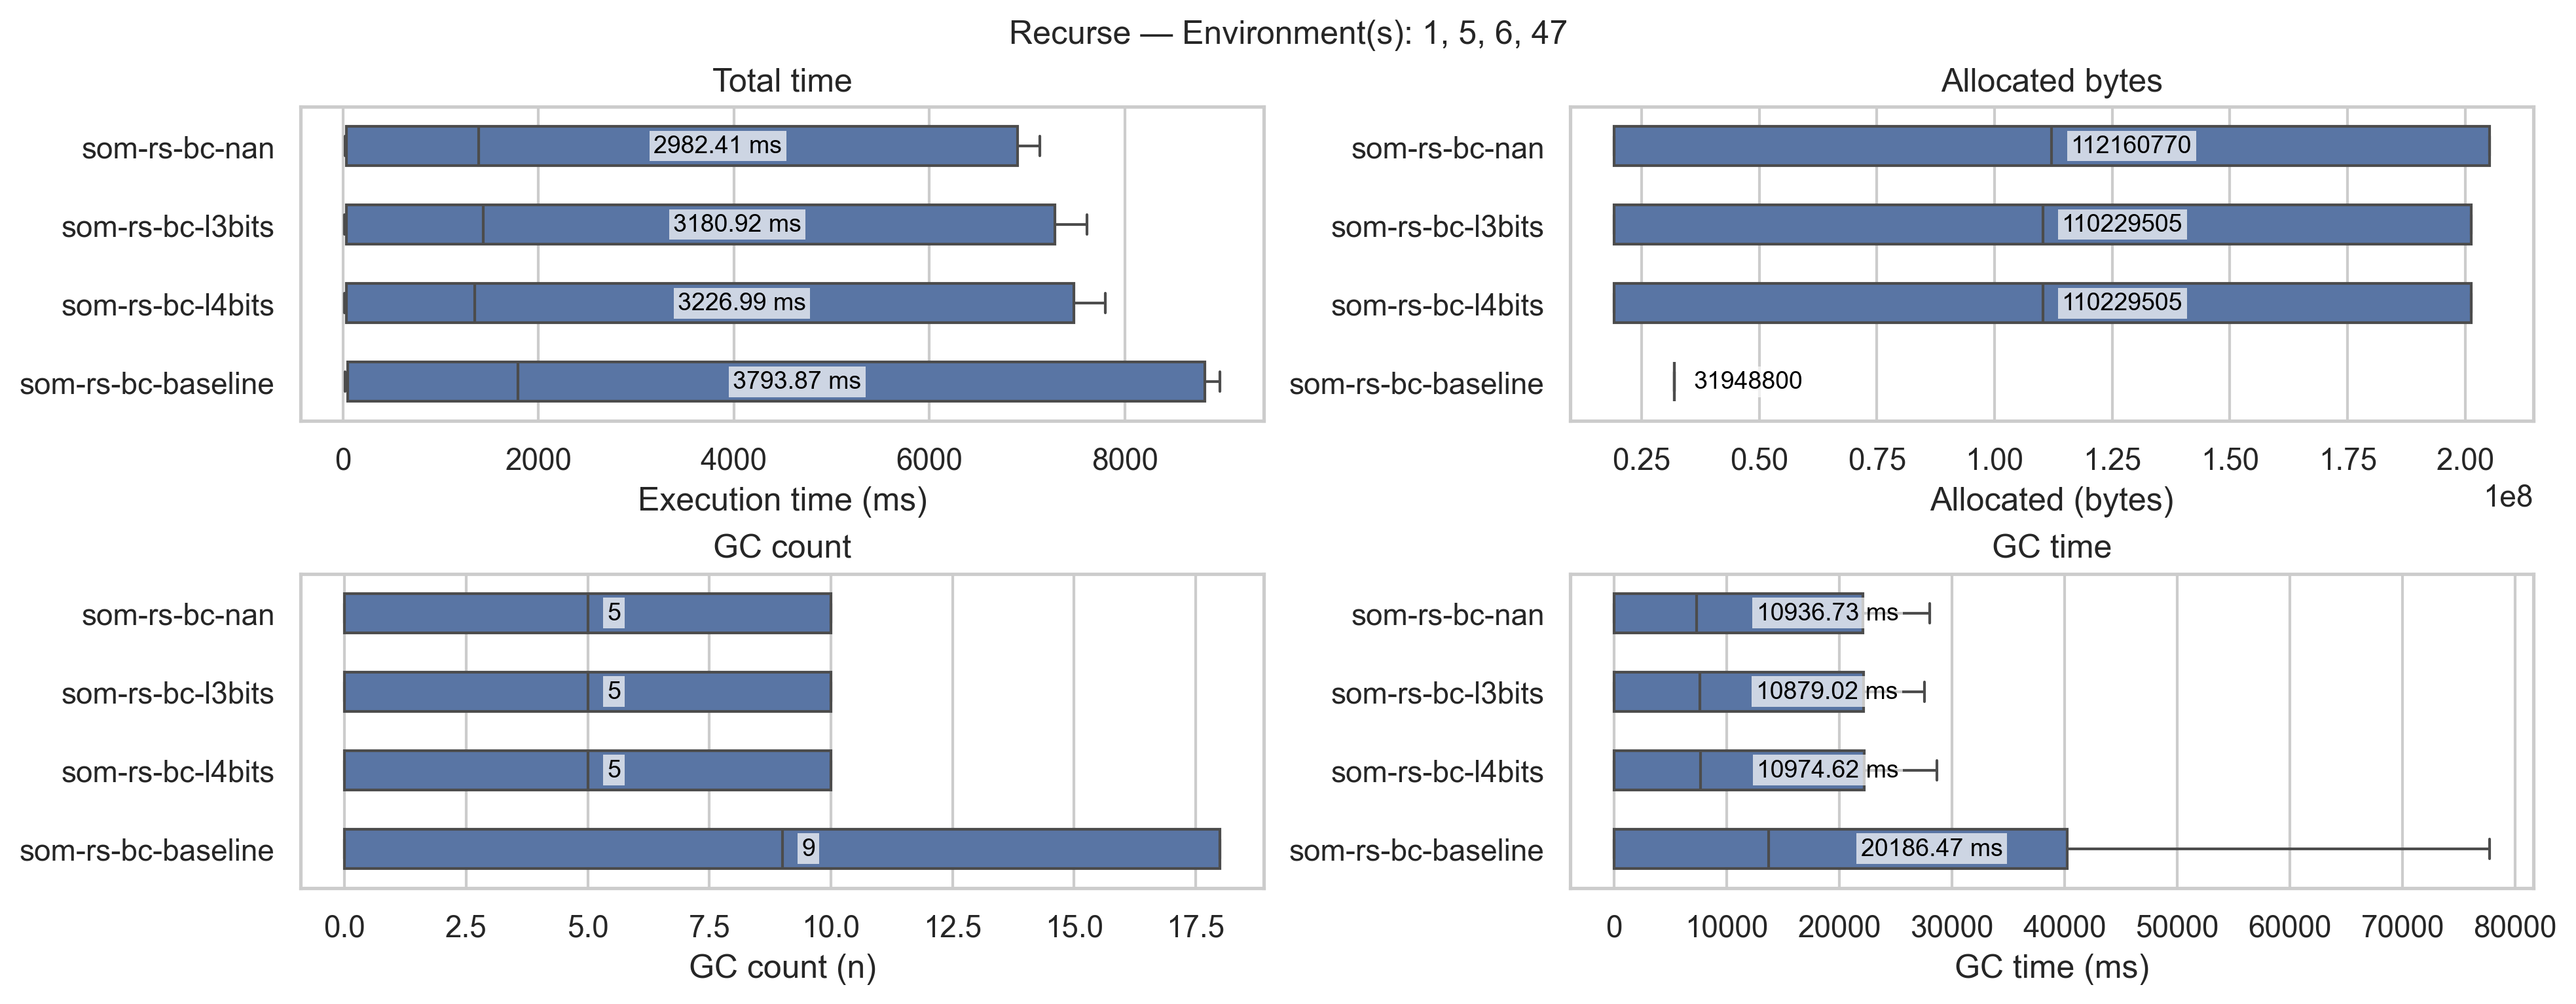 Recurse — Environment(s): 1, 5, 6, 47
Total time
som-rs-bc-nan
2982.41 ms
som-rs-bc-l3bits
3180.92 ms
som-rs-bc-l4bits
3226.99 ms
som-rs-bc-baseline
3793.87 ms
0 2000 4000 6000 8000
Execution time (ms)
Allocated bytes
som-rs-bc-nan
112160770
som-rs-bc-l3bits
110229505
som-rs-bc-l4bits
110229505
som-rs-bc-baseline
31948800
0.25 0.50 0.75 1.00 1.25 1.50 1.75 2.00
1e8
Allocated (bytes)
GC count
som-rs-bc-nan
5
som-rs-bc-l3bits
5
som-rs-bc-l4bits
5
som-rs-bc-baseline
9
0.0 2.5 5.0 7.5 10.0 12.5 15.0 17.5
GC count (n)
GC time
som-rs-bc-nan
10936.73 ms
som-rs-bc-l3bits
10879.02 ms
som-rs-bc-l4bits
10974.62 ms
som-rs-bc-baseline
20186.47 ms
0 10000 20000 30000 40000 50000 60000 70000 80000
GC time (ms)